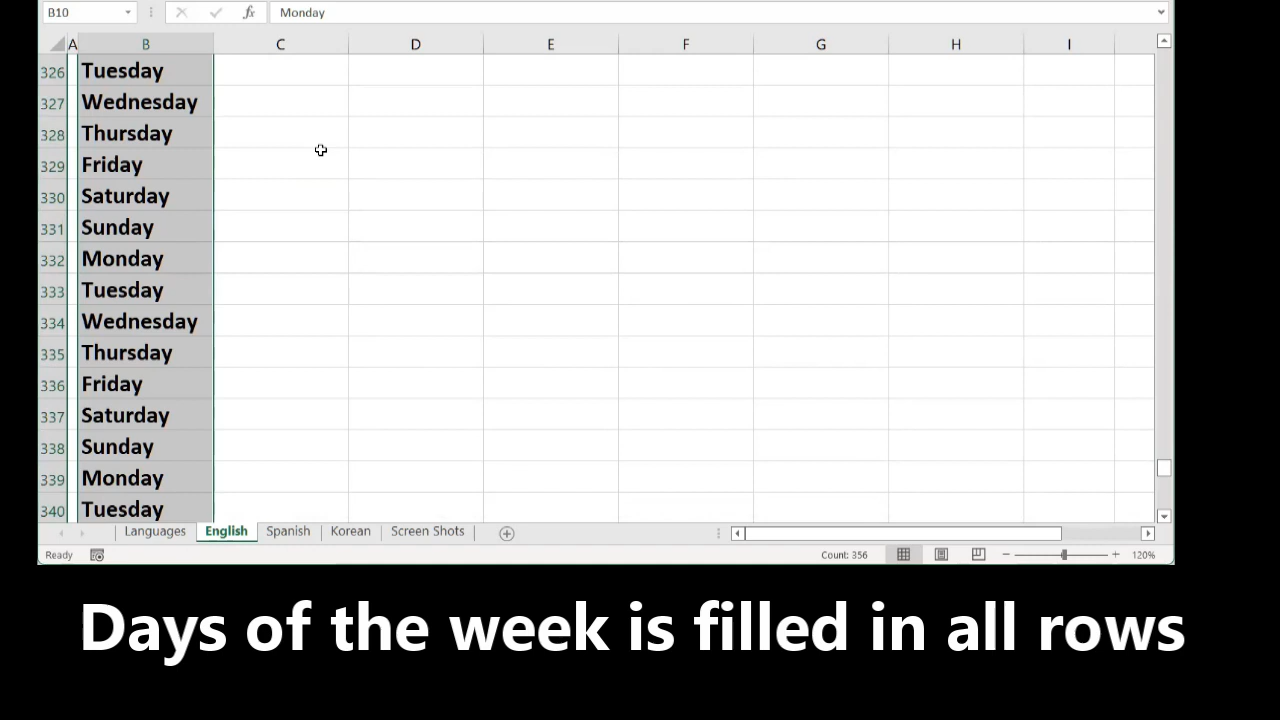 B10 Monday
A B C D E F G H I
326 Tuesday
327 Wednesday
328 Thursday
329 Friday
330 Saturday
331 Sunday
332 Monday
333 Tuesday
334 Wednesday
335 Thursday
336 Friday
337 Saturday
338 Sunday
339 Monday
340 Tuesday
Languages English Spanish Korean Screen Shots
Ready Count: 356 120%
Days of the week is filled in all rows